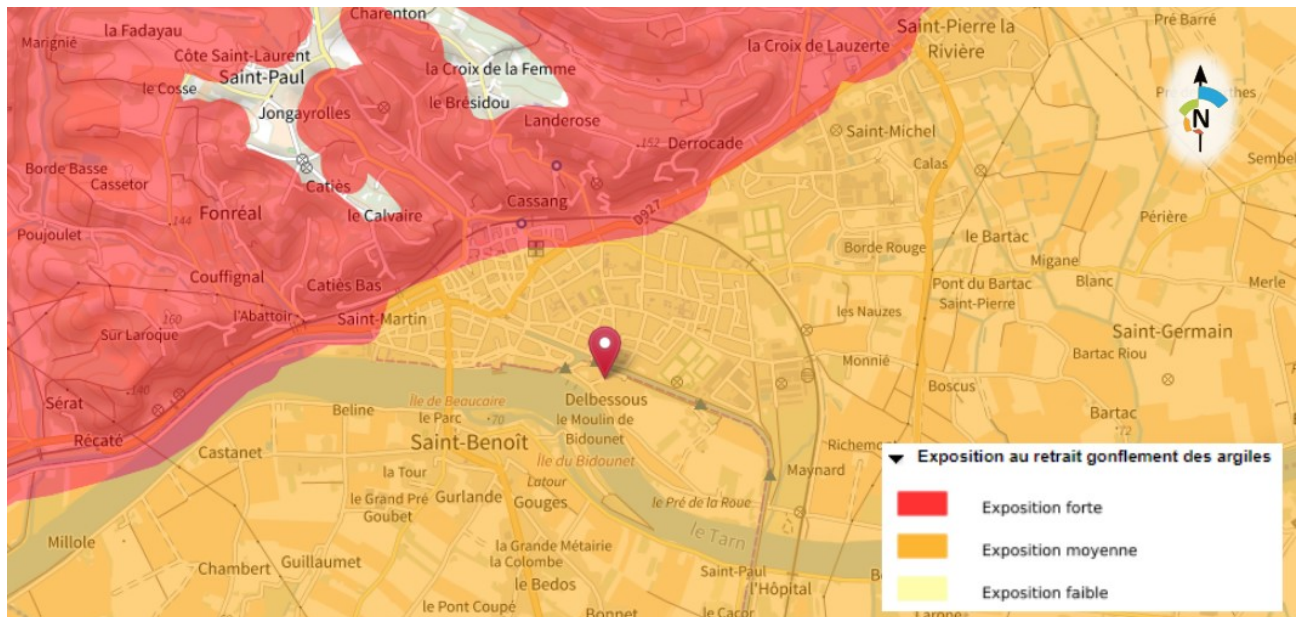 Charenton
Pré Barré
la Fadayau
Marignié
Saint-Pierre la
Rivière
Côte Saint-Laurent
la Croix de Lauzerte
Saint-Paul
la Croix de la Femme
le Cosse
le Brésidou
N
Jongayrolles
Landerose
Saint-Michel
152
Derrocade
Sembel
Borde Basse
Calas
Cassetor
Catiès
Cassang
Fonréal
le Calvaire
D927
144
Périère
Poujoulet
le Bartac
Borde Rouge
Migane
Couffignal
Catiès Bas
Pont du Bartac
Blanc
Merle
Saint-Pierre
l'Abattoir
Saint-Martin
les Nauzes
160
Sur Laroque
Saint-Germain
Bartac Riou
Monnié
Boscus
140
Delbessous
Sérat
Île de Beaucaire
Beline
le Parc
70
le Moulin de
Bidounet
Bartac
72
Récaté
Saint-Benoît
Richemont
Castanet
Île du Bidounet
Exposition au retrait gonflement des argiles
la Tour
Latour
Maynard
le Grand Pré
Goubet
Gurlande
Gouges
le Pré de la Roue
Exposition forte
le Tarn
Millole
la Grande Métairie
Exposition moyenne
Guillaumet
la Colombe
Chambert
Saint-Paul
le Bedos
l'Hôpital
Exposition faible
le Pont Coupé
Bonnet
le Cacor